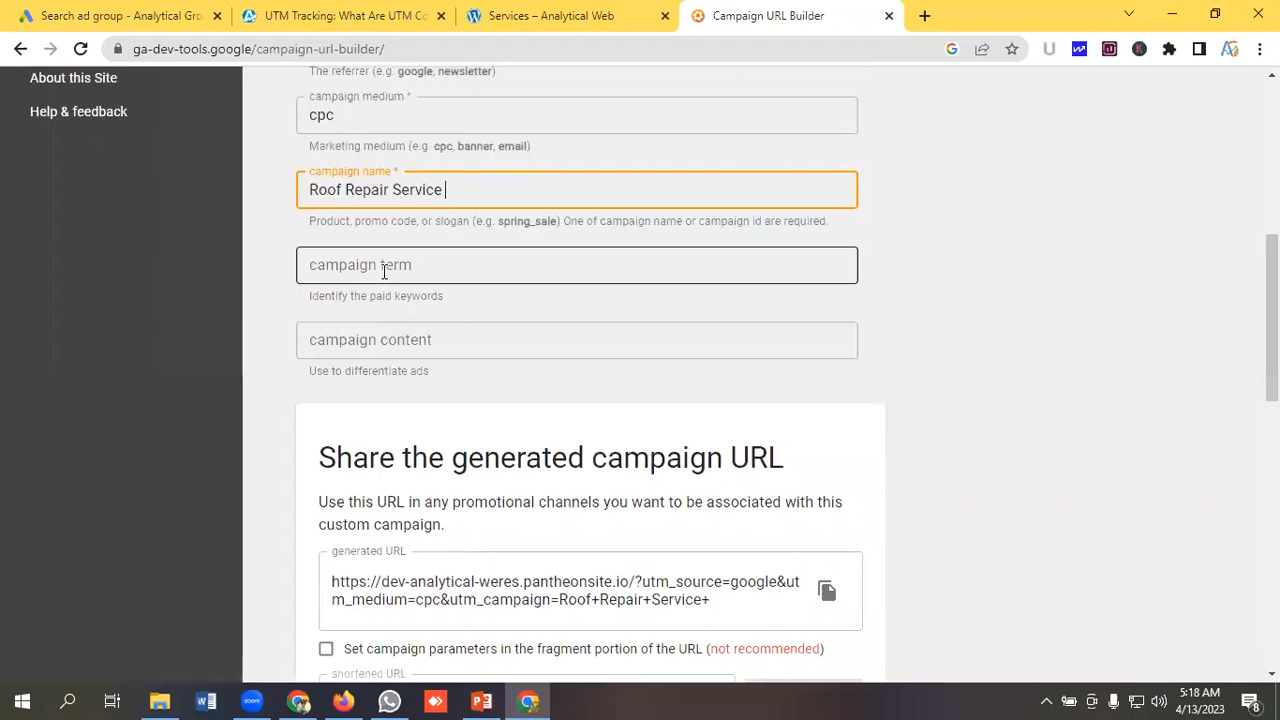 Search ad group - Analytical Gro
UTM Tracking: What Are UTM Co
Services – Analytical Web
Campaign URL Builder
ga-dev-tools.google/campaign-url-builder/
About this Site
Help & feedback
The referrer (e.g. google, newsletter)
campaign medium *
cpc
Marketing medium (e.g. cpc, banner, email)
campaign name *
Roof Repair Service
Product, promo code, or slogan (e.g. spring_sale) One of campaign name or campaign id are required.
campaign term
Identify the paid keywords
campaign content
Use to differentiate ads
Share the generated campaign URL
Use this URL in any promotional channels you want to be associated with this
custom campaign.
generated URL
https://dev-analytical-weres.pantheonsite.io/?utm_source=google&ut
m_medium=cpc&utm_campaign=Roof+Repair+Service+
Set campaign parameters in the fragment portion of the URL (not recommended)
shortened URL
zoom
5:18 AM
4/13/2023
8